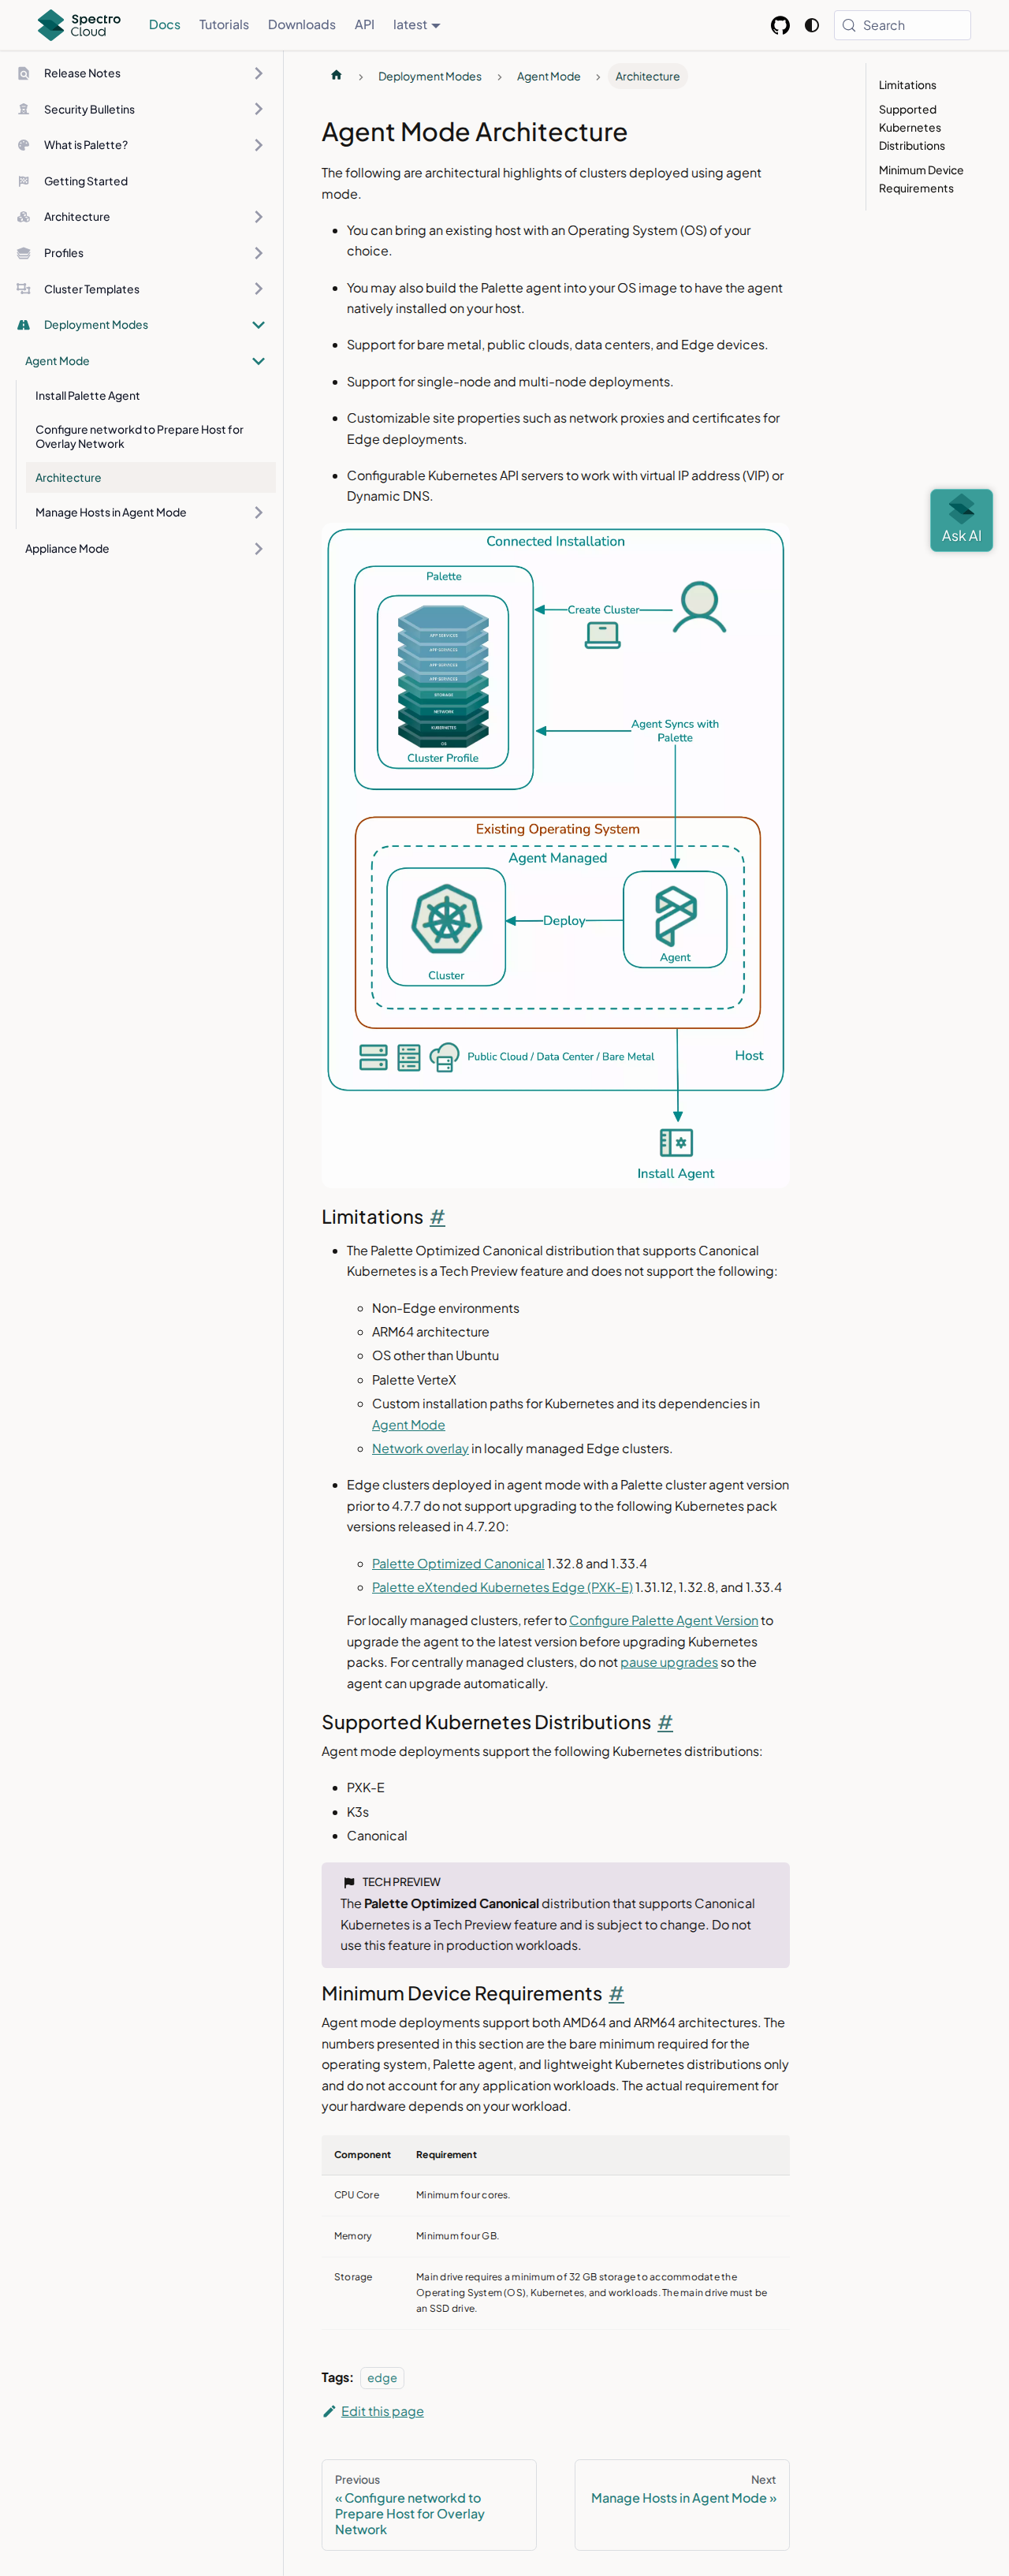 Spectro Cloud
Docs
Tutorials
Downloads
API
latest
Search
Release Notes
Security Bulletins
What is Palette?
Getting Started
Architecture
Profiles
Cluster Templates
Deployment Modes
Agent Mode
Install Palette Agent
Configure networkd to Prepare Host for
Overlay Network
Architecture
Manage Hosts in Agent Mode
Appliance Mode
Deployment Modes
Agent Mode
Architecture
Agent Mode Architecture
The following are architectural highlights of clusters deployed using agent
mode.
• You can bring an existing host with an Operating System (OS) of your
choice.
• You may also build the Palette agent into your OS image to have the agent
natively installed on your host.
• Support for bare metal, public clouds, data centers, and Edge devices.
• Support for single-node and multi-node deployments.
• Customizable site properties such as network proxies and certificates for
Edge deployments.
• Configurable Kubernetes API servers to work with virtual IP address (VIP) or
Dynamic DNS.
Connected Installation
Palette
APP SERVICES
APP SERVICES
APP SERVICES
APP SERVICES
STORAGE
NETWORK
KUBERNETES
OS
Cluster Profile
Create Cluster
Agent Syncs with
Palette
Existing Operating System
Agent Managed
Cluster
Deploy
Agent
Public Cloud / Data Center / Bare Metal
Host
Install Agent
Limitations #
• The Palette Optimized Canonical distribution that supports Canonical
Kubernetes is a Tech Preview feature and does not support the following:
◦ Non-Edge environments
◦ ARM64 architecture
◦ OS other than Ubuntu
◦ Palette VerteX
◦ Custom installation paths for Kubernetes and its dependencies in
Agent Mode
◦ Network overlay in locally managed Edge clusters.
• Edge clusters deployed in agent mode with a Palette cluster agent version
prior to 4.7.7 do not support upgrading to the following Kubernetes pack
versions released in 4.7.20:
◦ Palette Optimized Canonical 1.32.8 and 1.33.4
◦ Palette eXtended Kubernetes Edge (PXK-E) 1.31.12, 1.32.8, and 1.33.4
For locally managed clusters, refer to Configure Palette Agent Version to
upgrade the agent to the latest version before upgrading Kubernetes
packs. For centrally managed clusters, do not pause upgrades so the
agent can upgrade automatically.
Supported Kubernetes Distributions #
Agent mode deployments support the following Kubernetes distributions:
• PXK-E
• K3s
• Canonical
TECH PREVIEW
The Palette Optimized Canonical distribution that supports Canonical
Kubernetes is a Tech Preview feature and is subject to change. Do not
use this feature in production workloads.
Minimum Device Requirements #
Agent mode deployments support both AMD64 and ARM64 architectures. The
numbers presented in this section are the bare minimum required for the
operating system, Palette agent, and lightweight Kubernetes distributions only
and do not account for any application workloads. The actual requirement for
your hardware depends on your workload.
Component Requirement
CPU Core Minimum four cores.
Memory Minimum four GB.
Storage Main drive requires a minimum of 32 GB storage to accommodate the
Operating System (OS), Kubernetes, and workloads. The main drive must be
an SSD drive.
Tags: edge
Edit this page
Previous
« Configure networkd to
Prepare Host for Overlay
Network
Next
Manage Hosts in Agent Mode »
Limitations
Supported
Kubernetes
Distributions
Minimum Device
Requirements
Ask AI